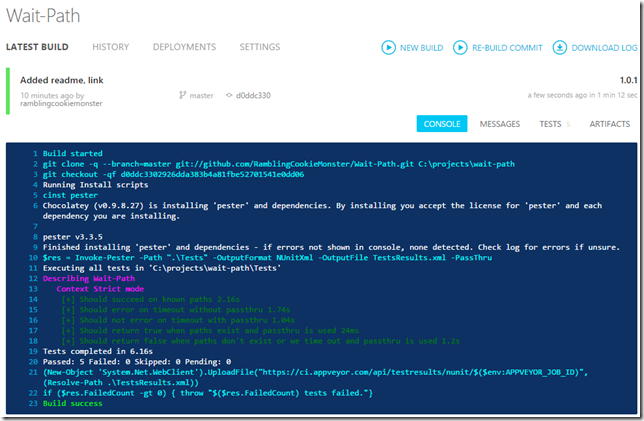 Wait-Path
LATEST BUILD HISTORY DEPLOYMENTS SETTINGS
NEW BUILD RE-BUILD COMMIT DOWNLOAD LOG
Added readme. link 1.0.1
10 minutes ago by master d0ddc330 a few seconds ago in 1 min 12 sec
ramblingcookiemonster
CONSOLE MESSAGES TESTS 5 ARTIFACTS
1 Build started
2 git clone -q --branch=master git://github.com/RamblingCookieMonster/Wait-Path.git C:\projects\wait-path
3 git checkout -qf d0ddc3302926dda383b4a81fbe52701541e0dd06
4 Running Install scripts
5 cinst pester
6 Chocolatey (v0.9.8.27) is installing 'pester' and dependencies. By installing you accept the license for 'pester' and each
dependency you are installing.
7
8 pester v3.3.5
9 Finished installing 'pester' and dependencies - if errors not shown in console, none detected. Check log for errors if unsure.
10 $res = Invoke-Pester -Path ".\Tests" -OutputFormat NUnitXml -OutputFile TestsResults.xml -PassThru
11 Executing all tests in 'C:\projects\wait-path\Tests'
12 Describing Wait-Path
13 Context Strict mode
14 [+] Should succeed on known paths 2.16s
15 [+] Should error on timeout without passthru 1.74s
16 [+] Should not error on timeout with passthru 1.04s
17 [+] Should return true when paths exist and passthru is used 24ms
18 [+] Should return false when paths don't exist or we time out and passthru is used 1.2s
19 Tests completed in 6.16s
20 Passed: 5 Failed: 0 Skipped: 0 Pending: 0
21 (New-Object 'System.Net.WebClient').UploadFile("https://ci.appveyor.com/api/testresults/nunit/$($env:APPVEYOR_JOB_ID)",
(Resolve-Path .\TestsResults.xml))
22 if ($res.FailedCount -gt 0) { throw "$($res.FailedCount) tests failed."}
23 Build success